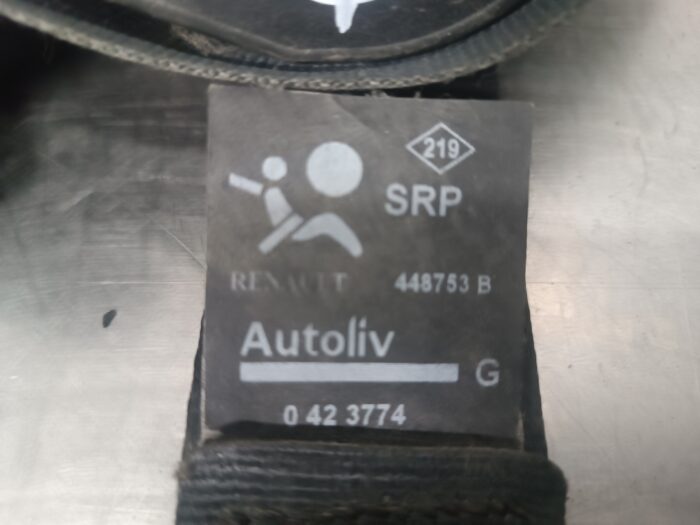 219
SRP
RENAULT 448753 B
Autoliv
G
0 42 3774